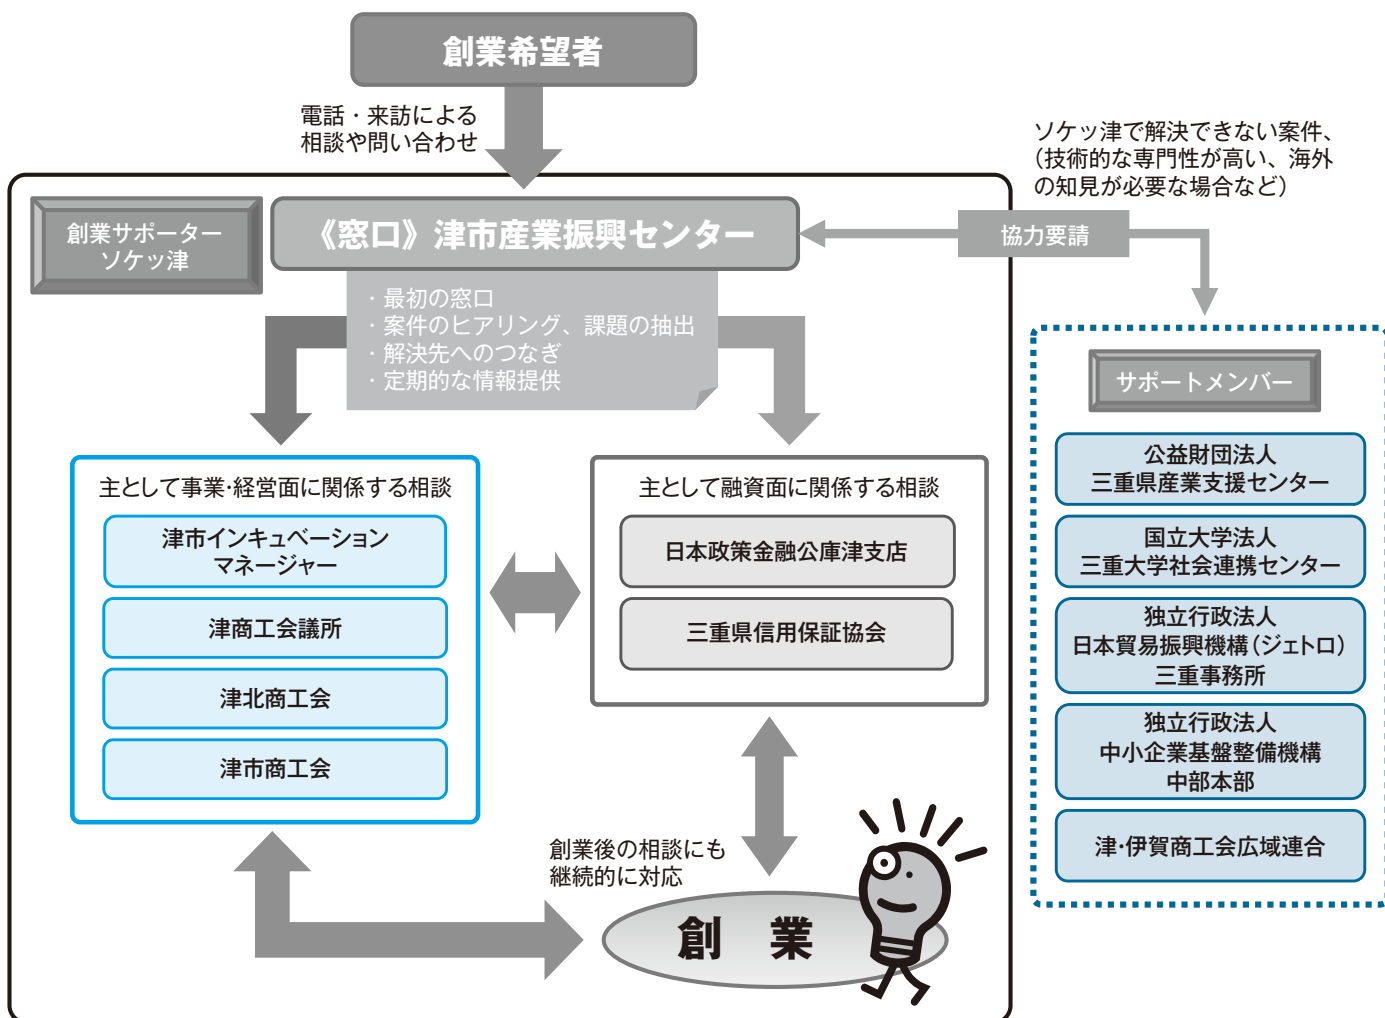 創業希望者
電話・来訪による
相談や問い合わせ
ソケッ津で解決できない案件、
（技術的な専門性が高い、海外
の知見が必要な場合など）
創業サポーター
ソケッ津
《窓口》津市産業振興センター
協力要請
・最初の窓口
・案件のヒアリング、課題の抽出
・解決先へのつなぎ
・定期的な情報提供
主として事業・経営面に関係する相談
津市インキュベーション
マネージャー
津商工会議所
津北商工会
津市商工会
主として融資面に関係する相談
日本政策金融公庫津支店
三重県信用保証協会
サポートメンバー
公益財団法人
三重県産業支援センター
国立大学法人
三重大学社会連携センター
独立行政法人
日本貿易振興機構（ジェトロ）
三重事務所
独立行政法人
中小企業基盤整備機構
中部本部
津・伊賀商工会広域連合
創業後の相談にも
継続的に対応
創　業